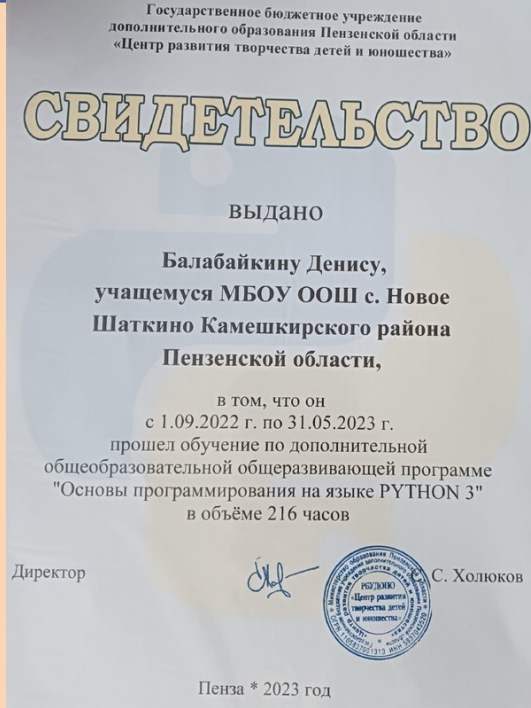 Государственное бюджетное учреждение
дополнительного образования Пензенской области
«Центр развития творчества детей и юношества»
СВИДЕТЕЛЬСТВО
выдано
Балабайкину Денису,
учащемуся МБОУ ООШ с. Новое
Шаткино Камешкирского района
Пензенской области,
в том, что он
с 1.09.2022 г. по 31.05.2023 г.
прошел обучение по дополнительной
общеобразовательной общеразвивающей программе
"Основы программирования на языке PYTHON 3"
в объёме 216 часов
Директор
С. Холюков
«Центр развития
творчества детей
и юношества»
Пенза * 2023 год